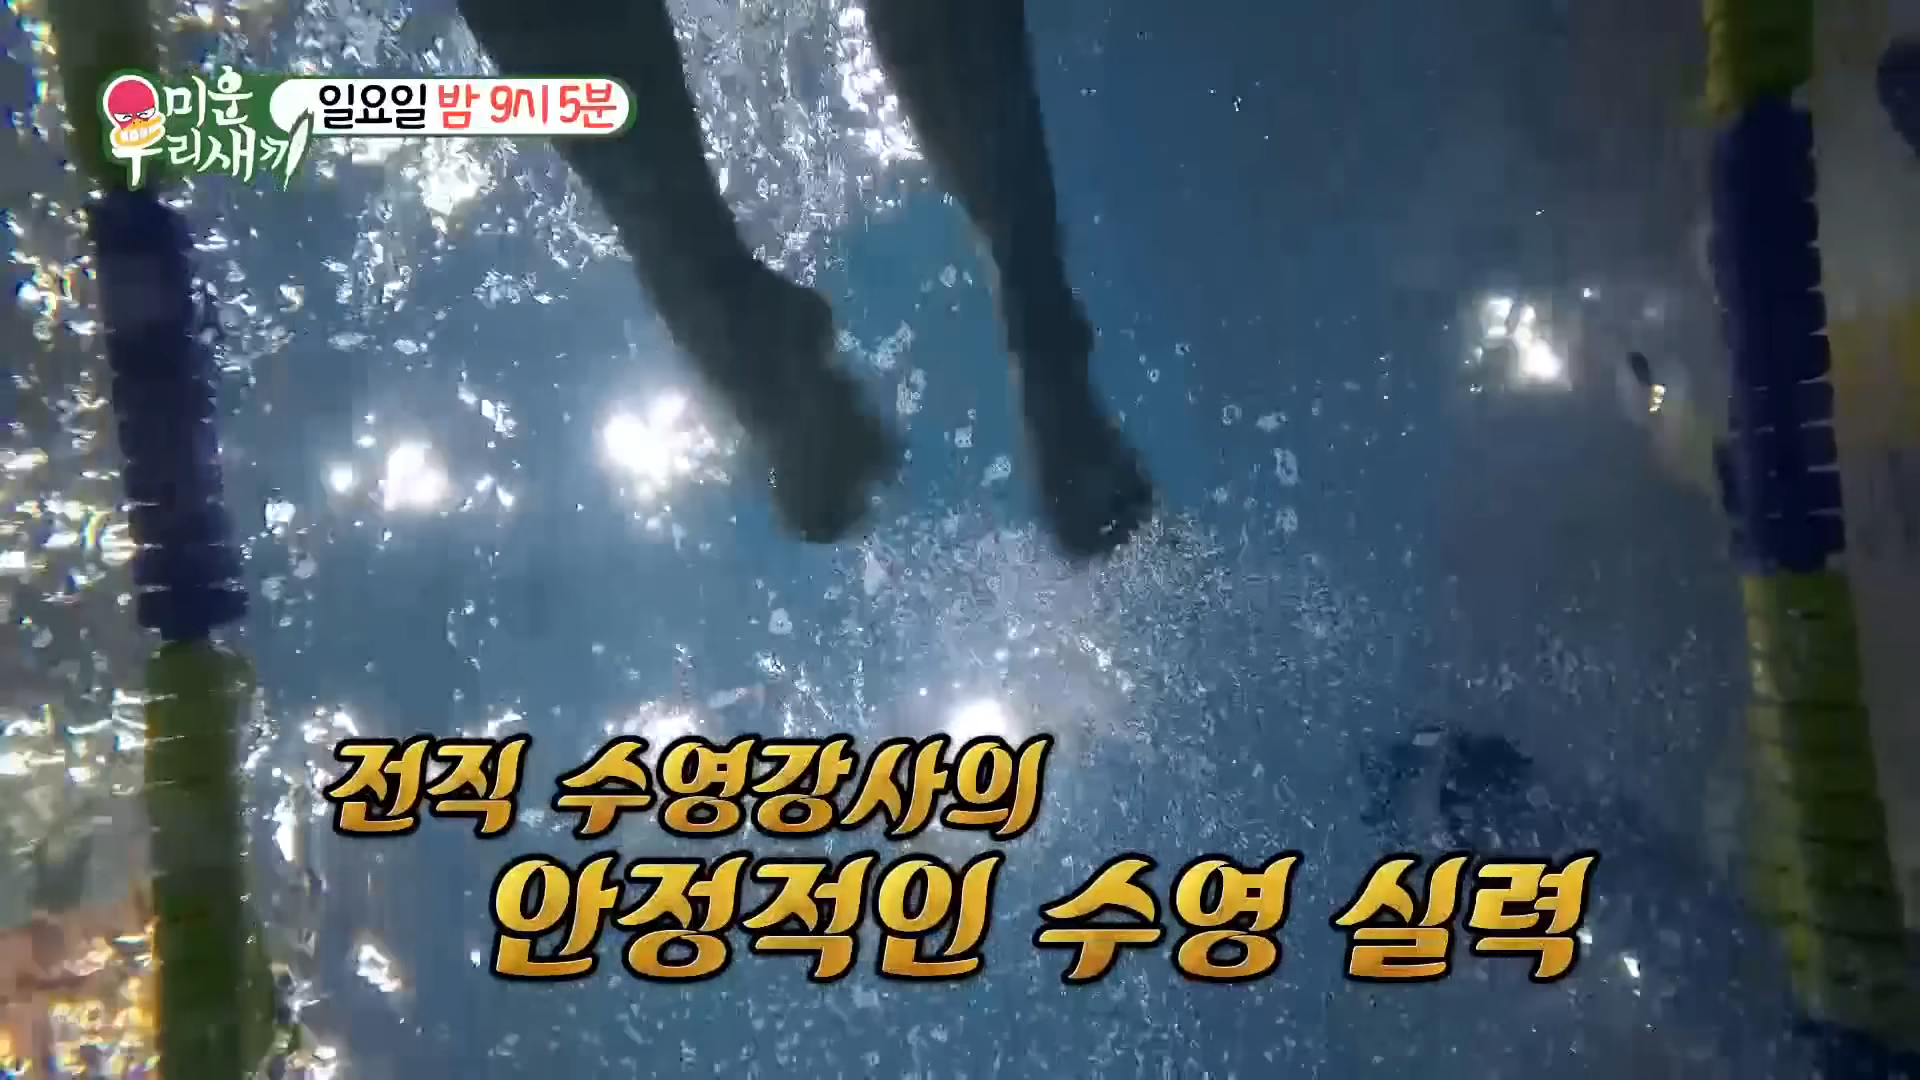 미운
우리새끼
일요일 밤 9시 5분
전직 수영강사의
안정적인 수영 실력